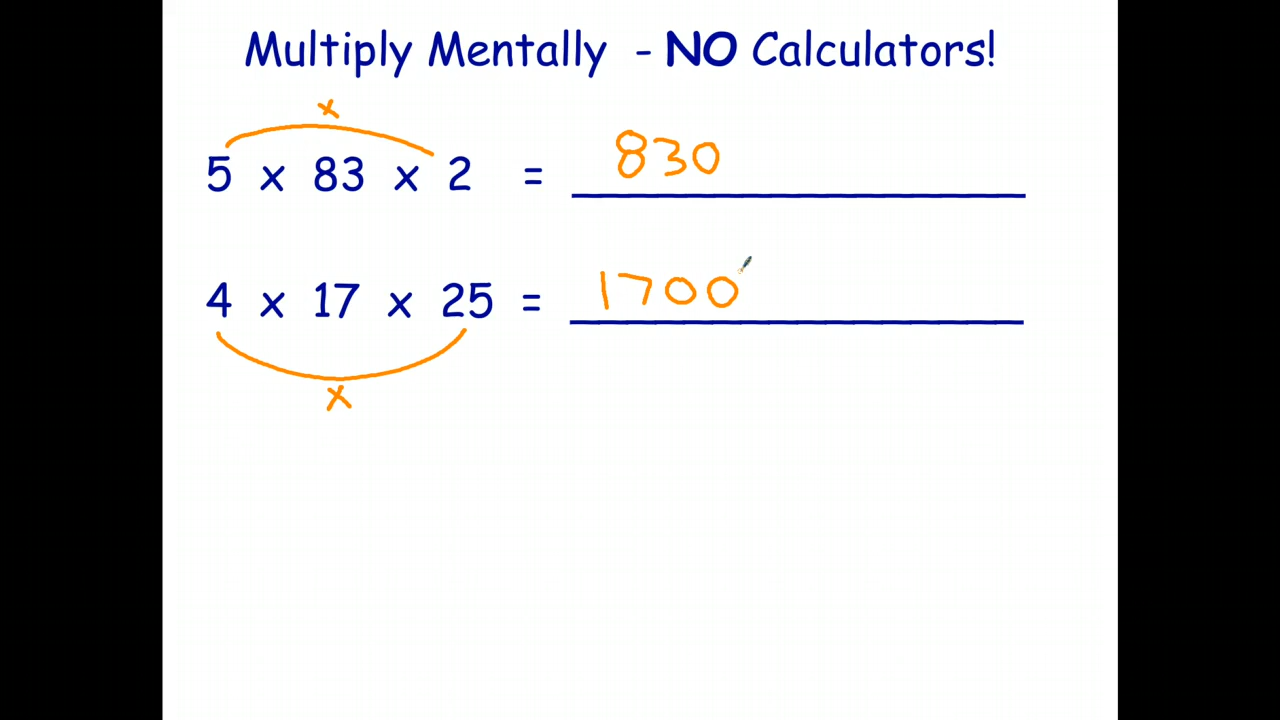 Multiply Mentally - NO Calculators!
x
5 x 83 x 2 = 830
4 x 17 x 25 = 1700
x